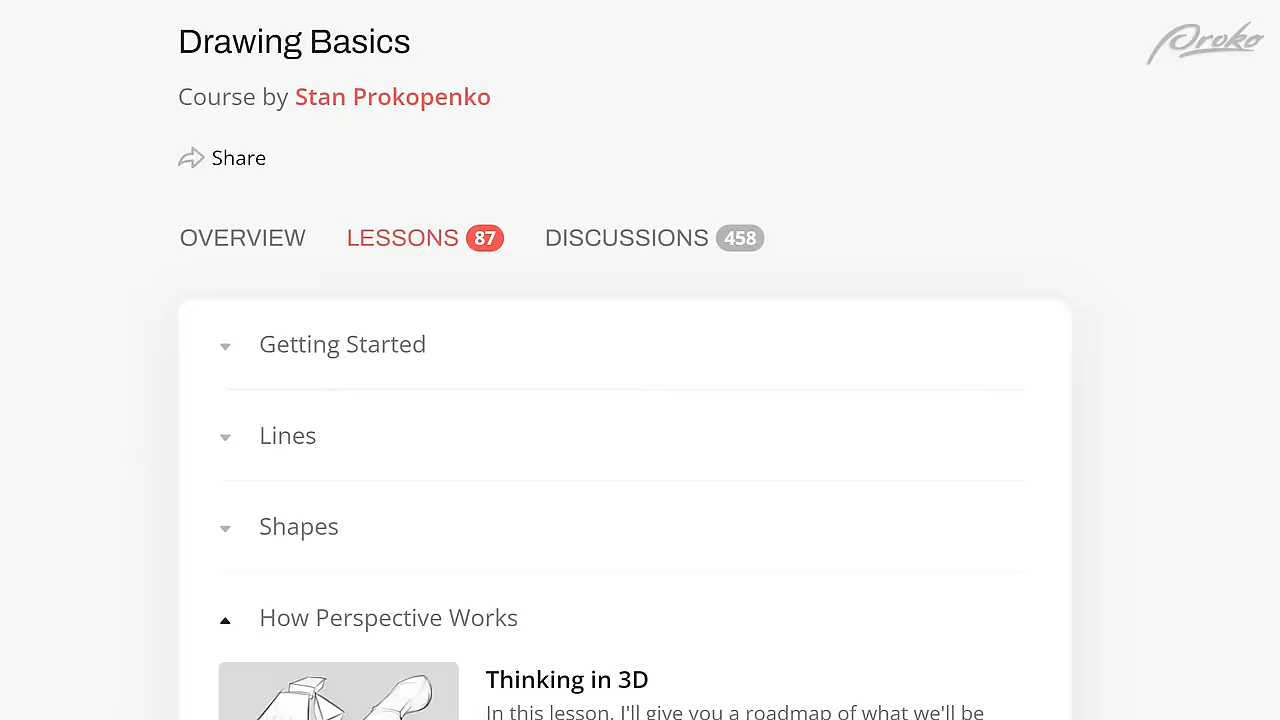 Drawing Basics
Proko
Course by Stan Prokopenko
Share
OVERVIEW LESSONS 87 DISCUSSIONS 458
Getting Started
Lines
Shapes
How Perspective Works
Thinking in 3D
In this lesson, I'll give you a roadmap of what we'll be